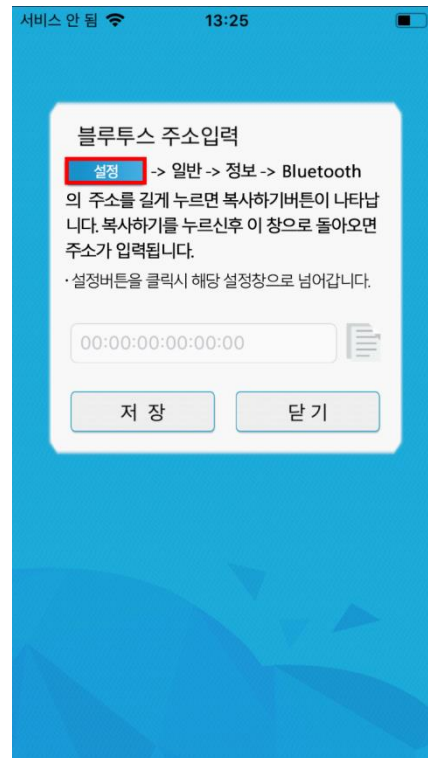 서비스 안 됨 13:25
블루투스 주소입력
설정 -> 일반 -> 정보 -> Bluetooth
의 주소를 길게 누르면 복사하기버튼이 나타납
니다. 복사하기를 누르신후 이 창으로 돌아오면
주소가 입력됩니다.
·설정버튼을 클릭시 해당 설정창으로 넘어갑니다.
00:00:00:00:00:00
저 장 닫 기